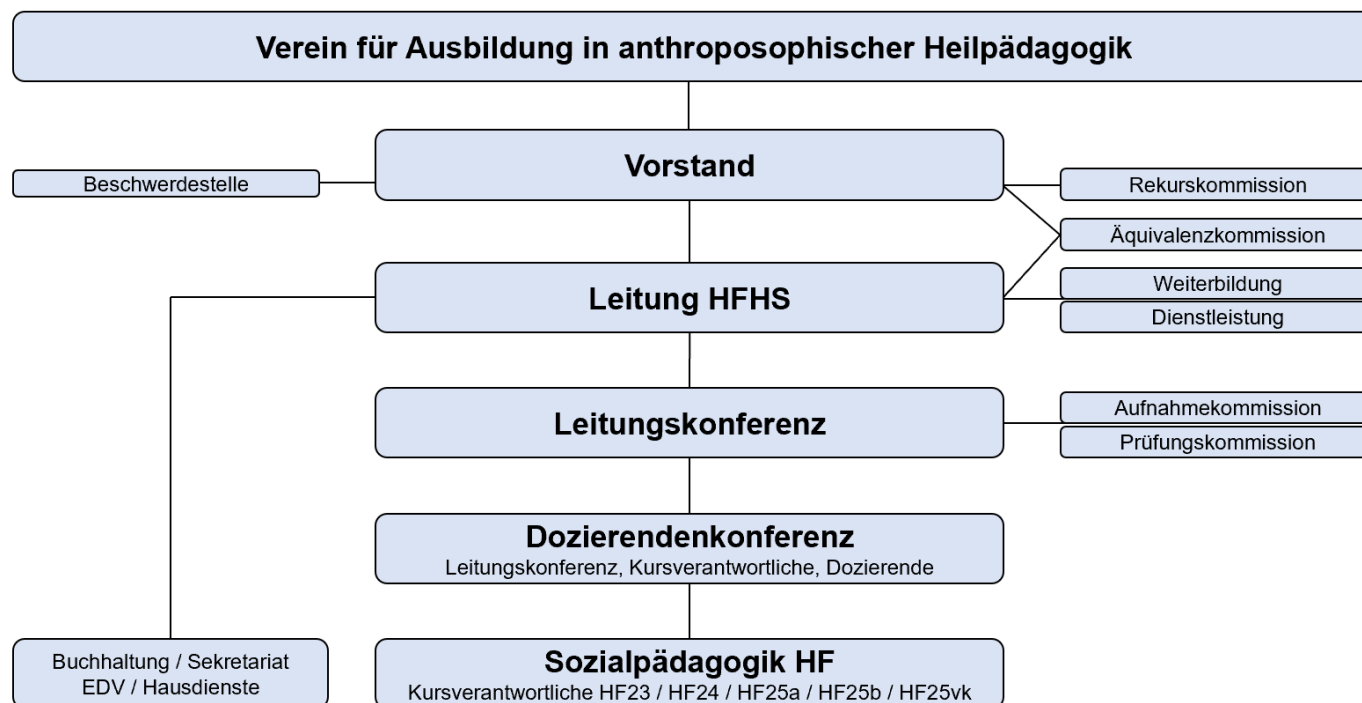 Verein für Ausbildung in anthroposophischer Heilpädagogik
Vorstand
Beschwerdestelle
Rekurskommission
Äquivalenzkommission
Weiterbildung
Leitung HFHS
Dienstleistung
Leitungskonferenz
Aufnahmekommission
Prüfungskommission
Dozierendenkonferenz
Leitungskonferenz, Kursverantwortliche, Dozierende
Buchhaltung / Sekretariat
EDV / Hausdienste
Sozialpädagogik HF
Kursverantwortliche HF23 / HF24 / HF25a / HF25b / HF25vk